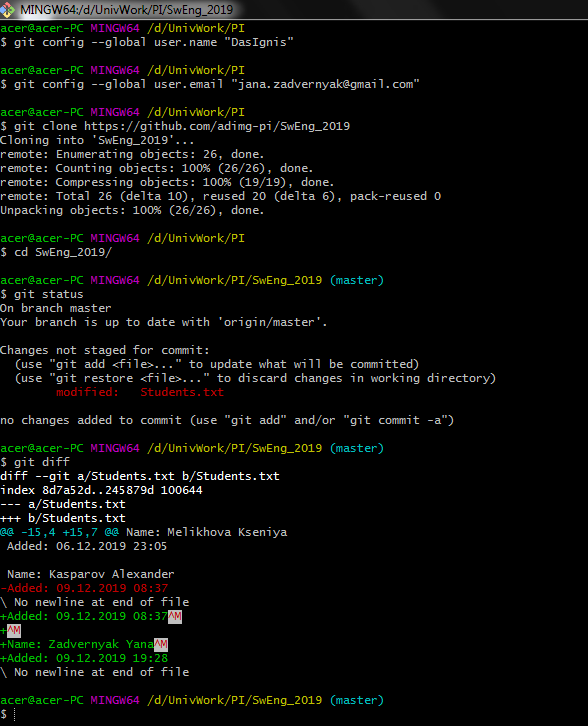 MINGW64:/d/UnivWork/PI/SwEng_2019
acer@acer-PC MINGW64 /d/UnivWork/PI
$ git config --global user.name "DasIgnis"
acer@acer-PC MINGW64 /d/UnivWork/PI
$ git config --global user.email "jana.zadvernyak@gmail.com"
acer@acer-PC MINGW64 /d/UnivWork/PI
$ git clone https://github.com/adimg-pi/SwEng_2019
Cloning into 'SwEng_2019'...
remote: Enumerating objects: 26, done.
remote: Counting objects: 100% (26/26), done.
remote: Compressing objects: 100% (19/19), done.
remote: Total 26 (delta 10), reused 20 (delta 6), pack-reused 0
Unpacking objects: 100% (26/26), done.
acer@acer-PC MINGW64 /d/UnivWork/PI
$ cd SwEng_2019/
acer@acer-PC MINGW64 /d/UnivWork/PI/SwEng_2019 (master)
$ git status
On branch master
Your branch is up to date with 'origin/master'.
Changes not staged for commit:
(use "git add <file>..." to update what will be committed)
(use "git restore <file>..." to discard changes in working directory)
modified: Students.txt
no changes added to commit (use "git add" and/or "git commit -a")
acer@acer-PC MINGW64 /d/UnivWork/PI/SwEng_2019 (master)
$ git diff
diff --git a/Students.txt b/Students.txt
index 8d7a52d..245879d 100644
--- a/Students.txt
+++ b/Students.txt
@@ -15,4 +15,7 @@ Name: Melikhova Kseniya
Added: 06.12.2019 23:05
Name: Kasparov Alexander
-Added: 09.12.2019 08:37
\ No newline at end of file
+Added: 09.12.2019 08:37^M
+^M
+Name: Zadvernyak Yana^M
+Added: 09.12.2019 19:28
\ No newline at end of file
acer@acer-PC MINGW64 /d/UnivWork/PI/SwEng_2019 (master)
$